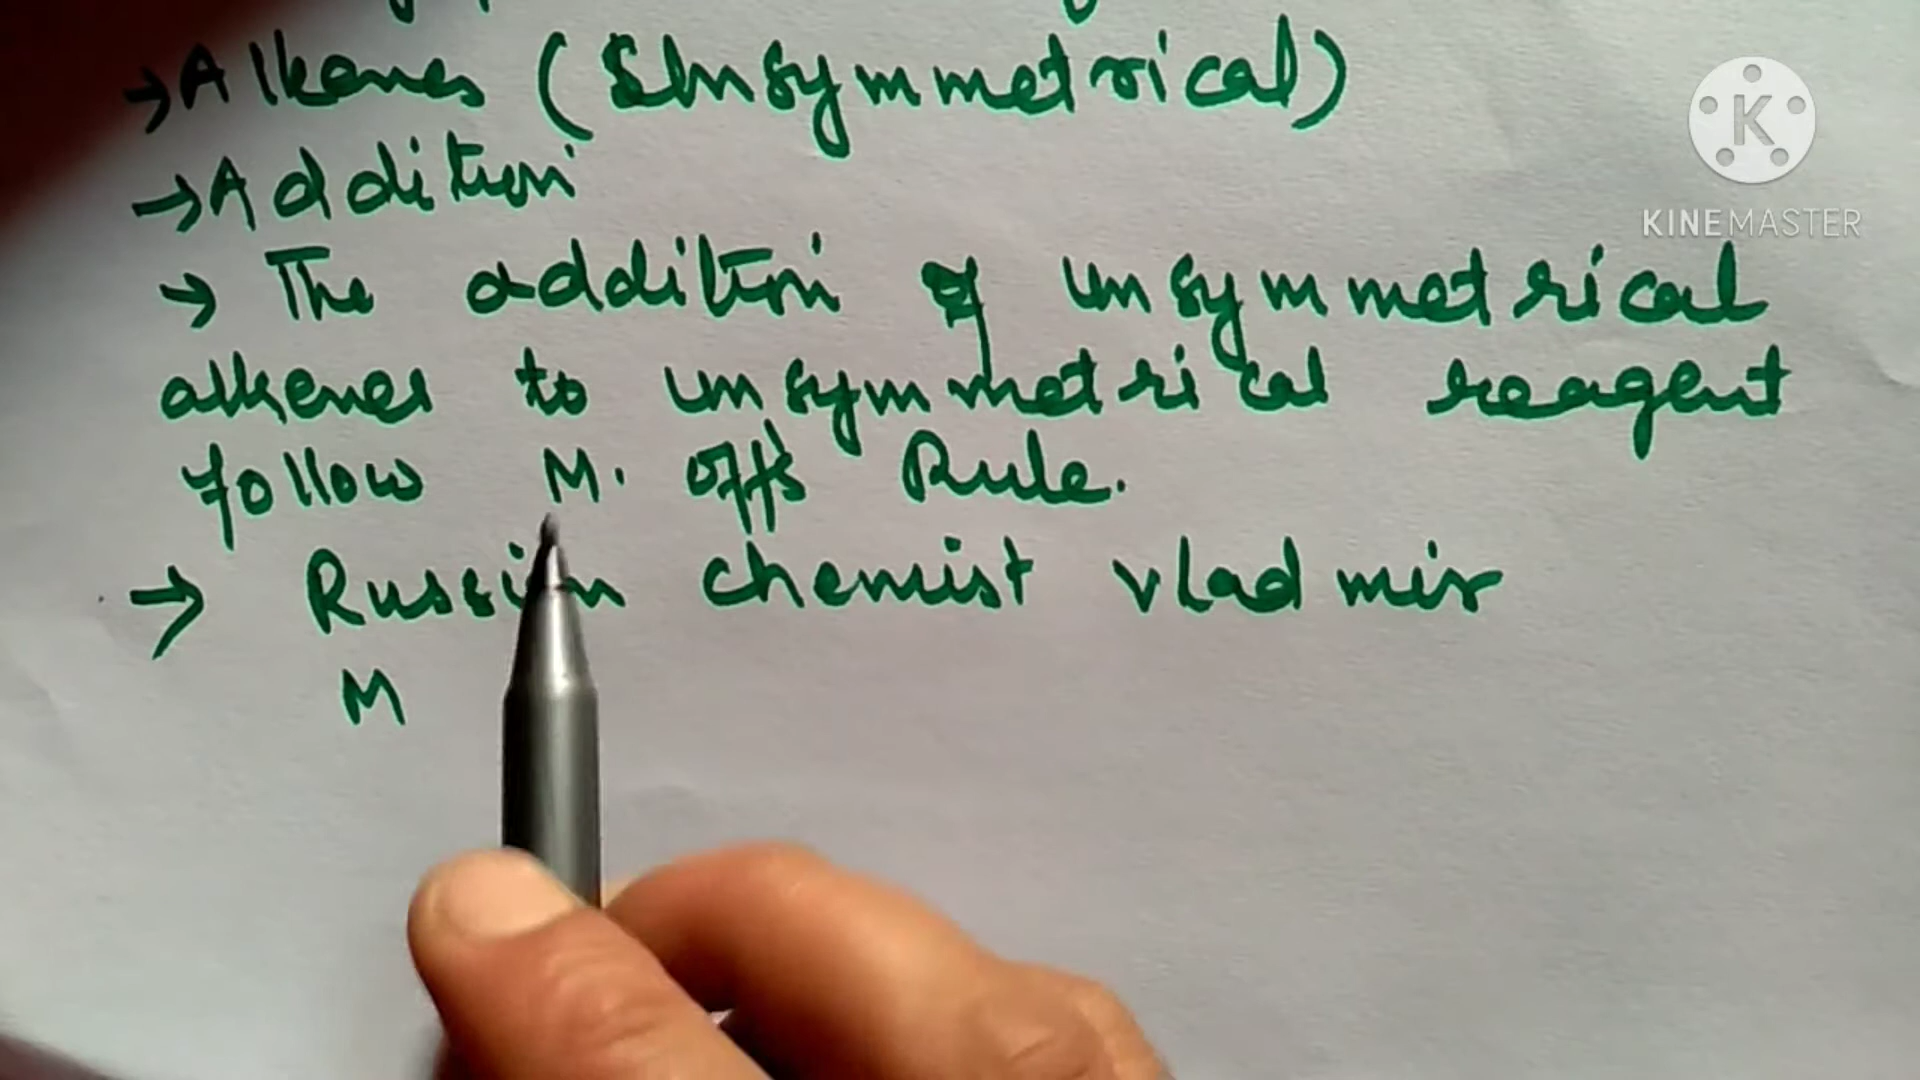 → Alkenes (Unsymmetrical)
→ Addition
→ The addition of unsymmetrical
alkenes to unsymmetrical reagent
follow M. off's Rule.
→ Russian chemist vladmir
M
K
KINEMASTER